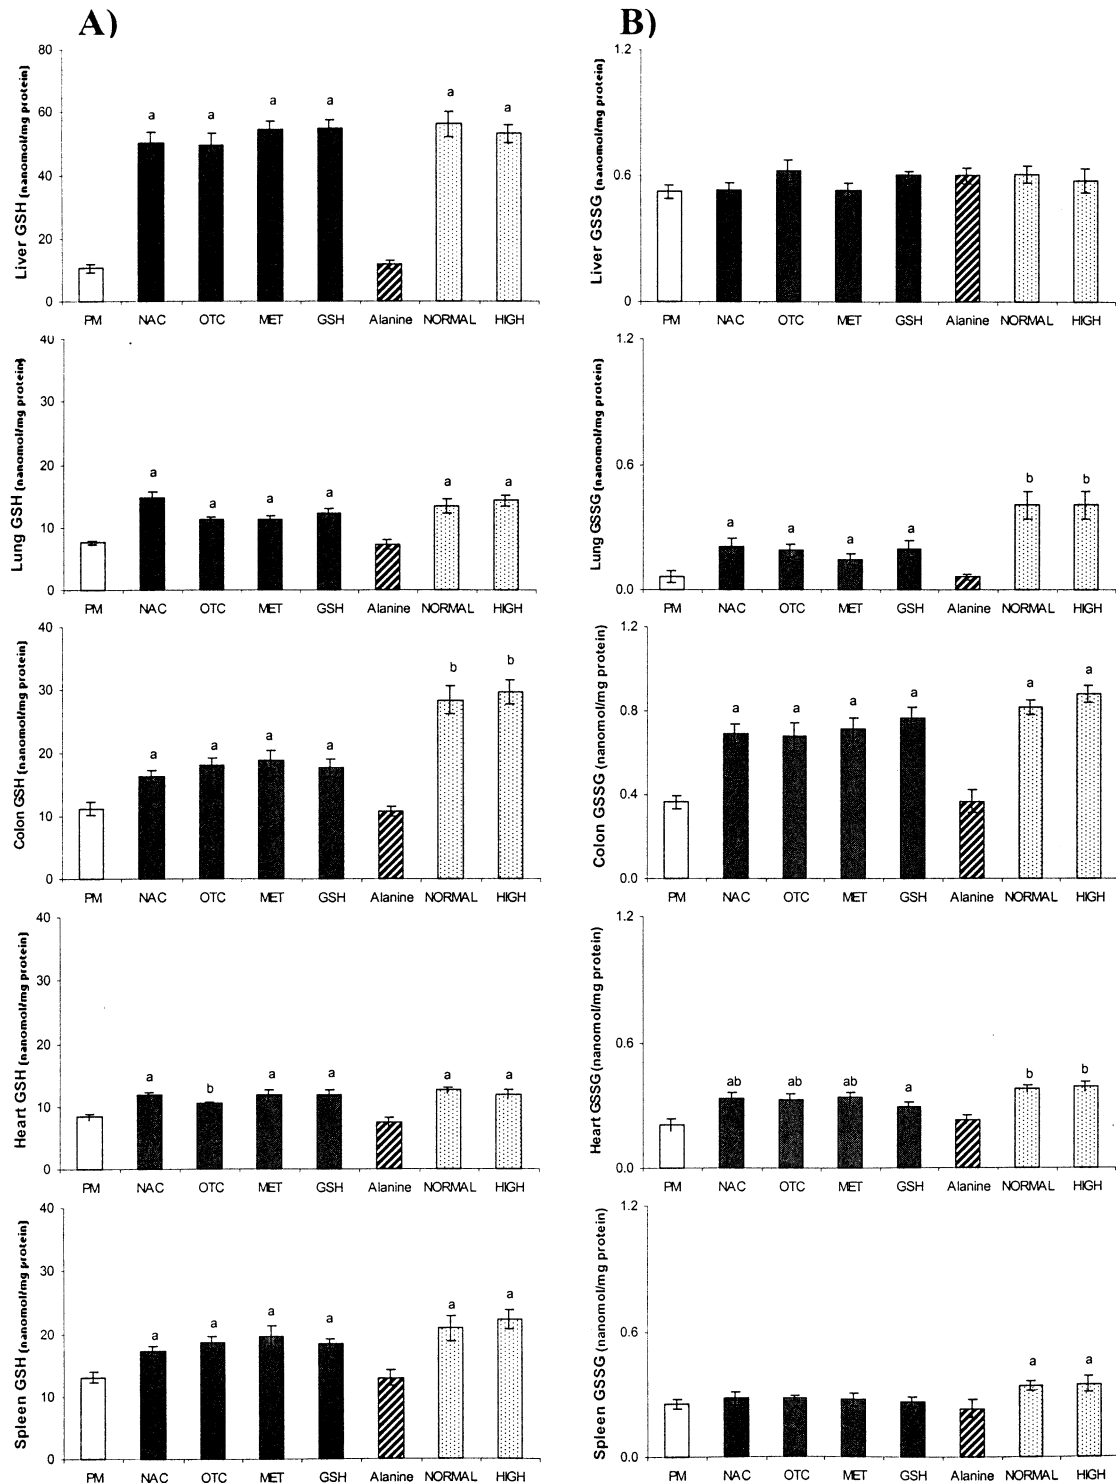 A)
B)
Liver GSH (nanomol/mg protein)
80
60
40
20
0
a a a a a a
PM NAC OTC MET GSH Alanine NORMAL HIGH
Liver GSSG (nanomol/mg protein)
1.2
0.6
0
PM NAC OTC MET GSH Alanine NORMAL HIGH
Lung GSH (nanomol/mg protein)
40
30
20
10
0
a a a a a a
PM NAC OTC MET GSH Alanine NORMAL HIGH
Lung GSSG (nanomol/mg protein)
1.2
0.6
0.0
a a a a b b
PM NAC OTC MET GSH Alanine NORMAL HIGH
Colon GSH (nanomol/mg protein)
40
30
20
10
0
a a a a b b
PM NAC OTC MET GSH Alanine NORMAL HIGH
Colon GSSG (nanomol/mg protein)
1.2
0.8
0.4
0.0
a a a a a a
PM NAC OTC MET GSH Alanine NORMAL HIGH
Heart GSH (nanomol/mg protein)
40
30
20
10
0
a b a a a a
PM NAC OTC MET GSH Alanine NORMAL HIGH
Heart GSSG (nanomol/mg protein)
1.2
0.6
0.0
ab ab ab a b b
PM NAC OTC MET GSH Alanine NORMAL HIGH
Spleen GSH (nanomol/mg protein)
40
30
20
10
0
a a a a a a
PM NAC OTC MET GSH Alanine NORMAL HIGH
Spleen GSSG (nanomol/mg protein)
1.2
0.6
0.0
a a
PM NAC OTC MET GSH Alanine NORMAL HIGH